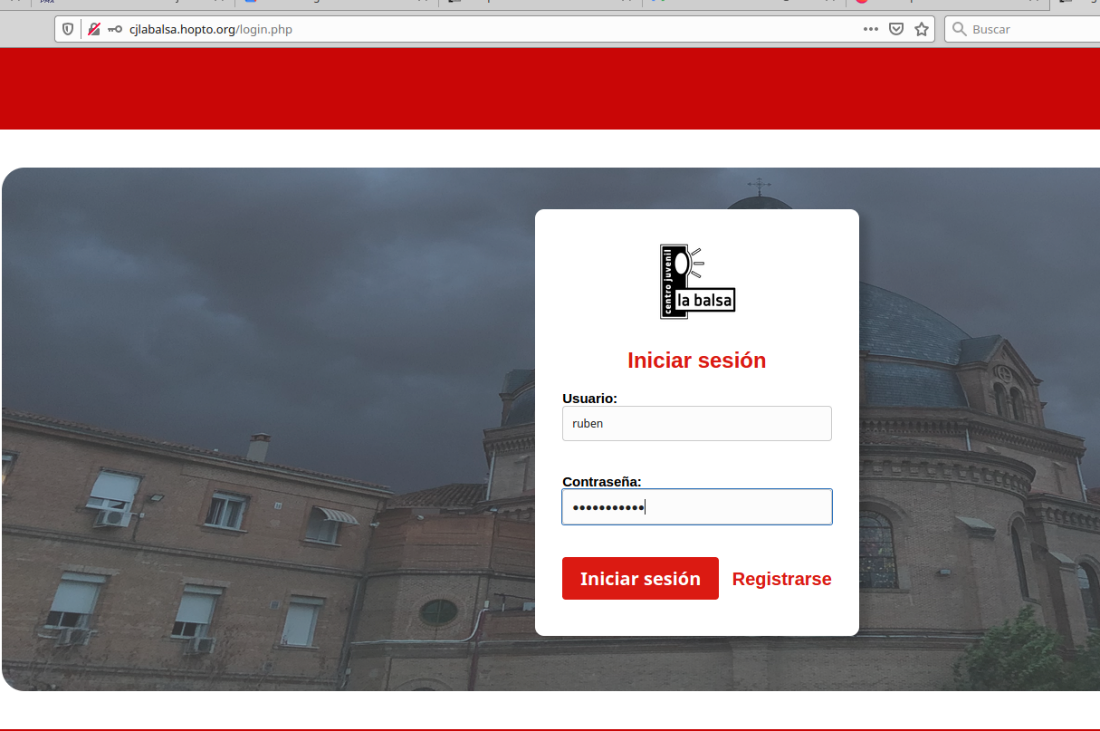 cjlabalsa.hopto.org/login.php
Buscar
centro juvenil
la balsa
Iniciar sesión
Usuario:
ruben
Contraseña:
•••••••••••
Iniciar sesión
Registrarse